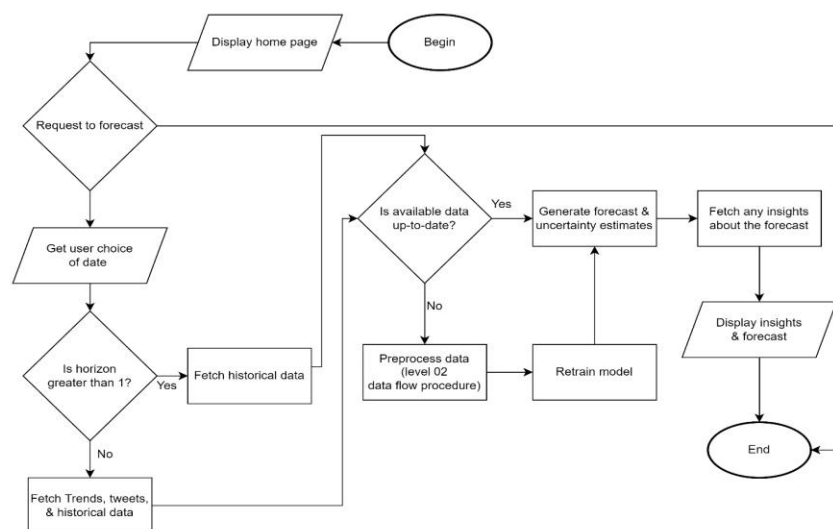 Display home page
Begin
Request to forecast
Get user choice
of date
Is horizon
greater than 1?
Yes
No
Fetch historical data
Fetch Trends, tweets,
& historical data
Is available data
up-to-date?
Yes
No
Preprocess data
(level 02
data flow procedure)
Retrain model
Generate forecast &
uncertainty estimates
Fetch any insights
about the forecast
Display insights
& forecast
End